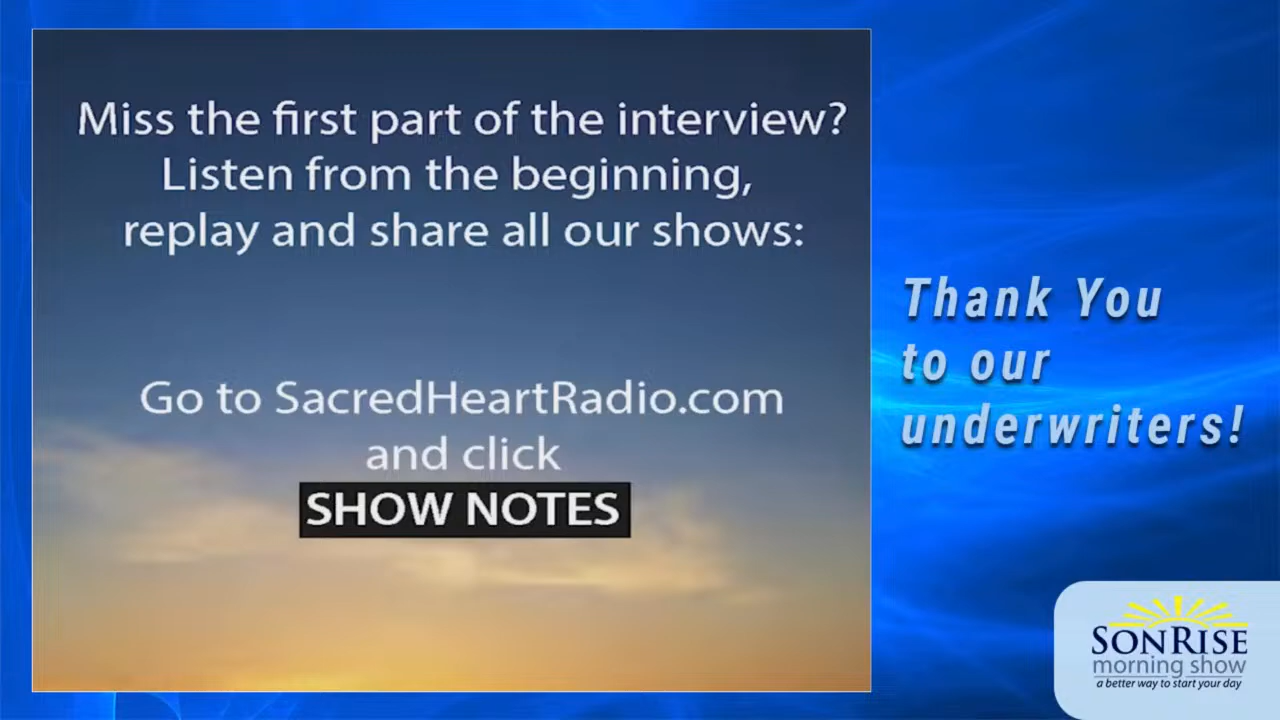 Miss the first part of the interview?
Listen from the beginning,
replay and share all our shows:
Go to SacredHeartRadio.com
and click
SHOW NOTES
Thank You
to our
underwriters!
SONRISE
morning show
a better way to start your day